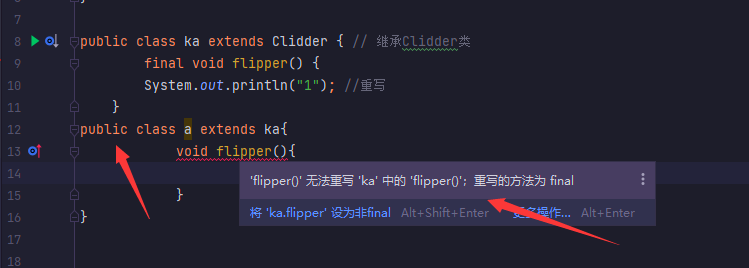 8 public class ka extends Clidder { // 继承Clidder类
9 final void flipper() {
10 System.out.println("1"); //重写
11 }
12 public class a extends ka{
13 void flipper(){
14
'flipper()' 无法重写 'ka' 中的 'flipper()'; 重写的方法为 final
15 }
将 'ka.flipper' 设为非final Alt+Shift+Enter 更多操作... Alt+Enter
16 }
17
18